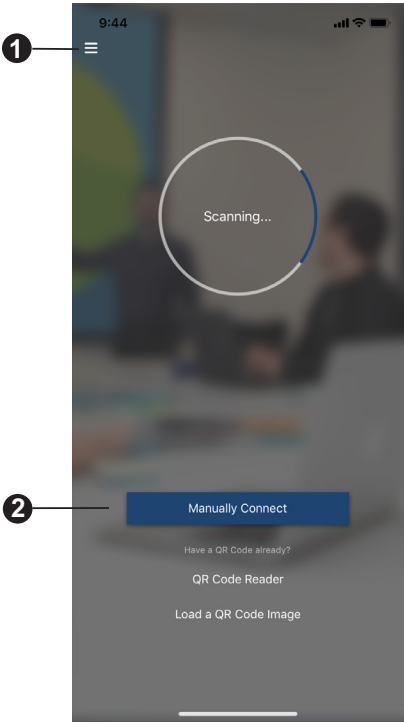 9:44
1
Scanning...
2
Manually Connect
Have a QR Code already?
QR Code Reader
Load a QR Code Image